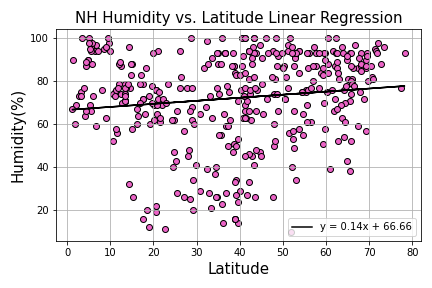 NH Humidity vs. Latitude Linear Regression
Humidity(%)
100
80
60
40
20
y = 0.14x + 66.66
0 10 20 30 40 50 60 70 80
Latitude